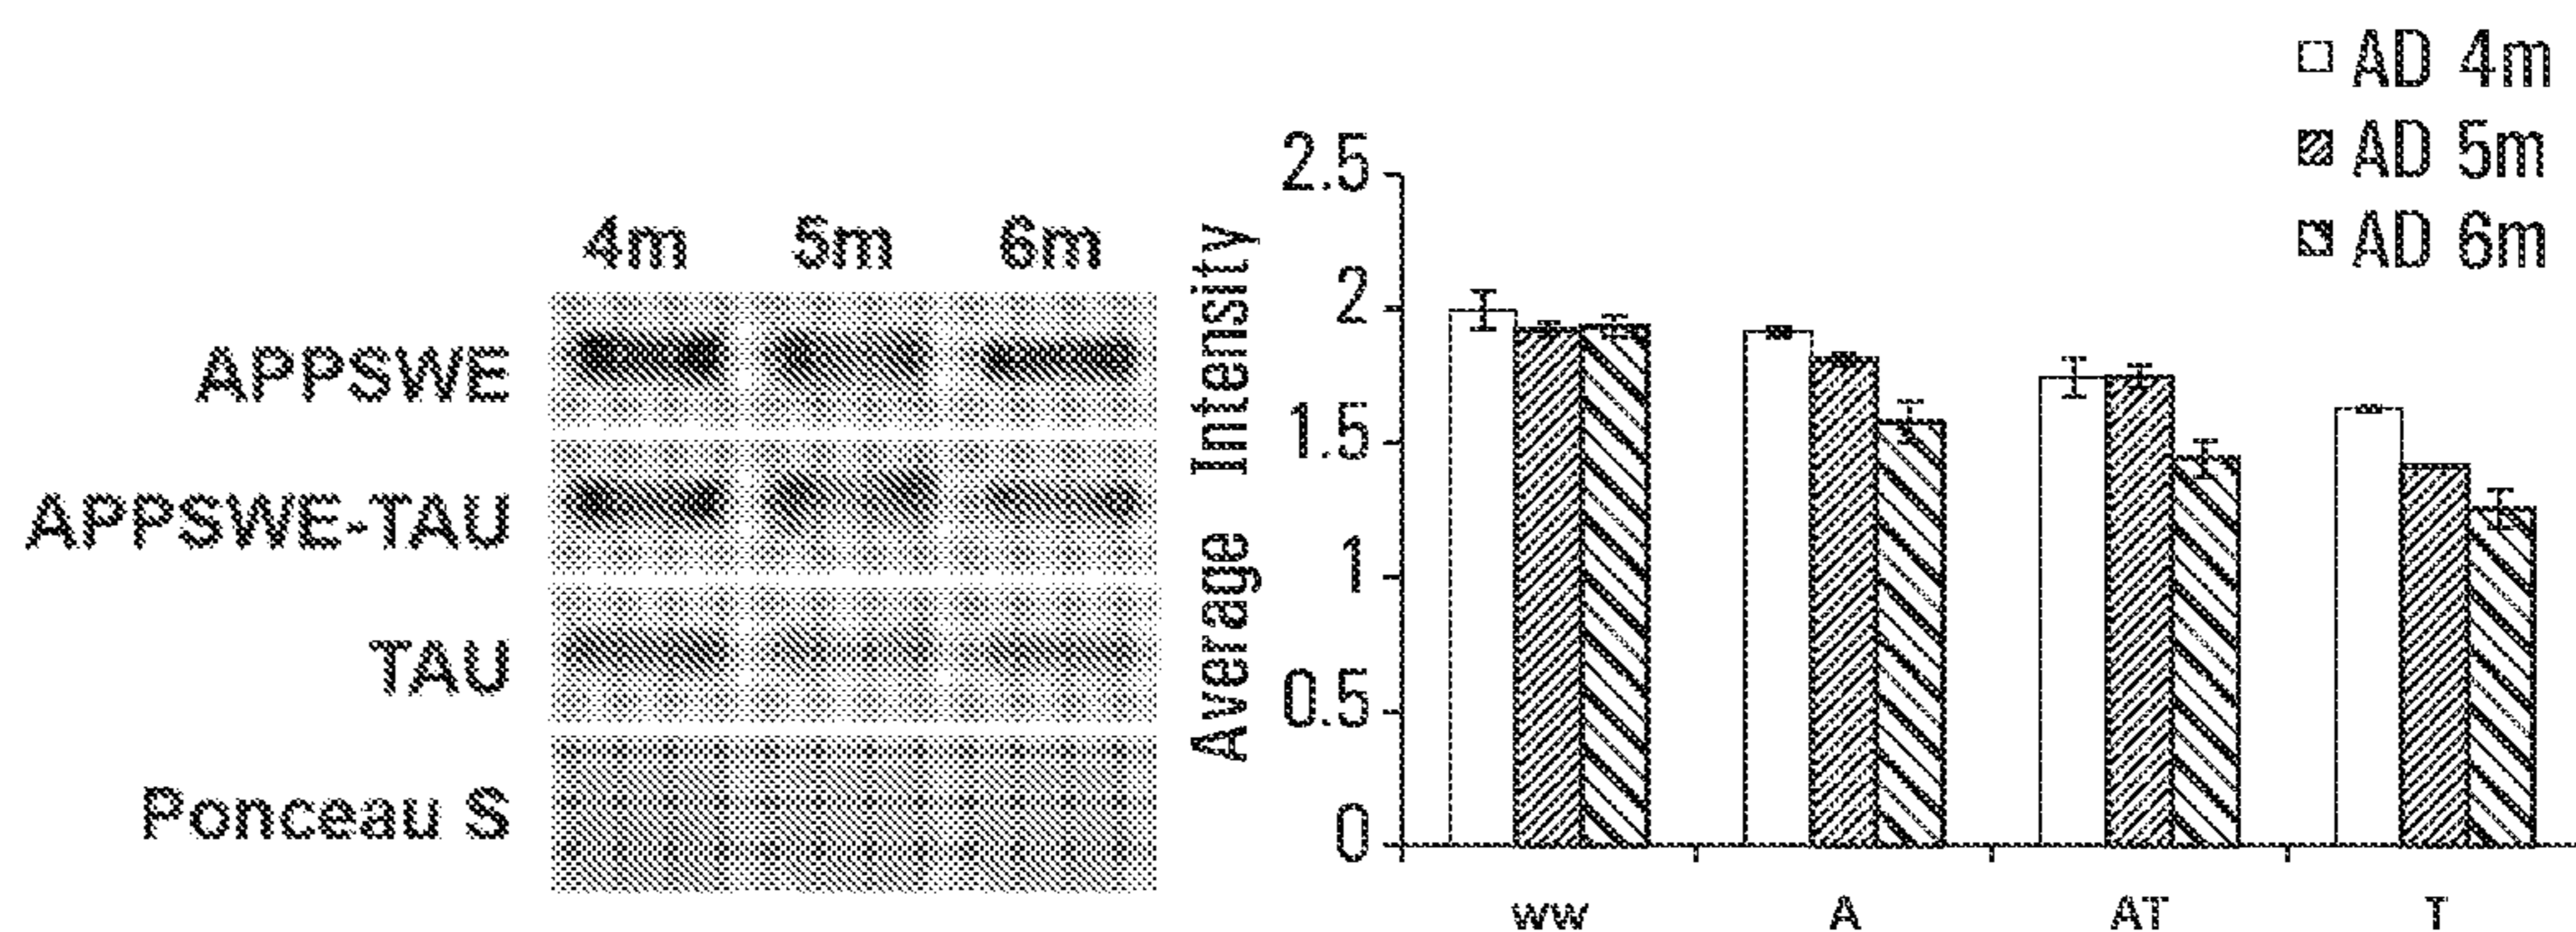 4m 5m 6m
APPSWE
APPSWE-TAU
TAU
Ponceau S
Average Intensity
2.5
2
1.5
1
0.5
0
ww A AT T
AD 4m
AD 5m
AD 6m